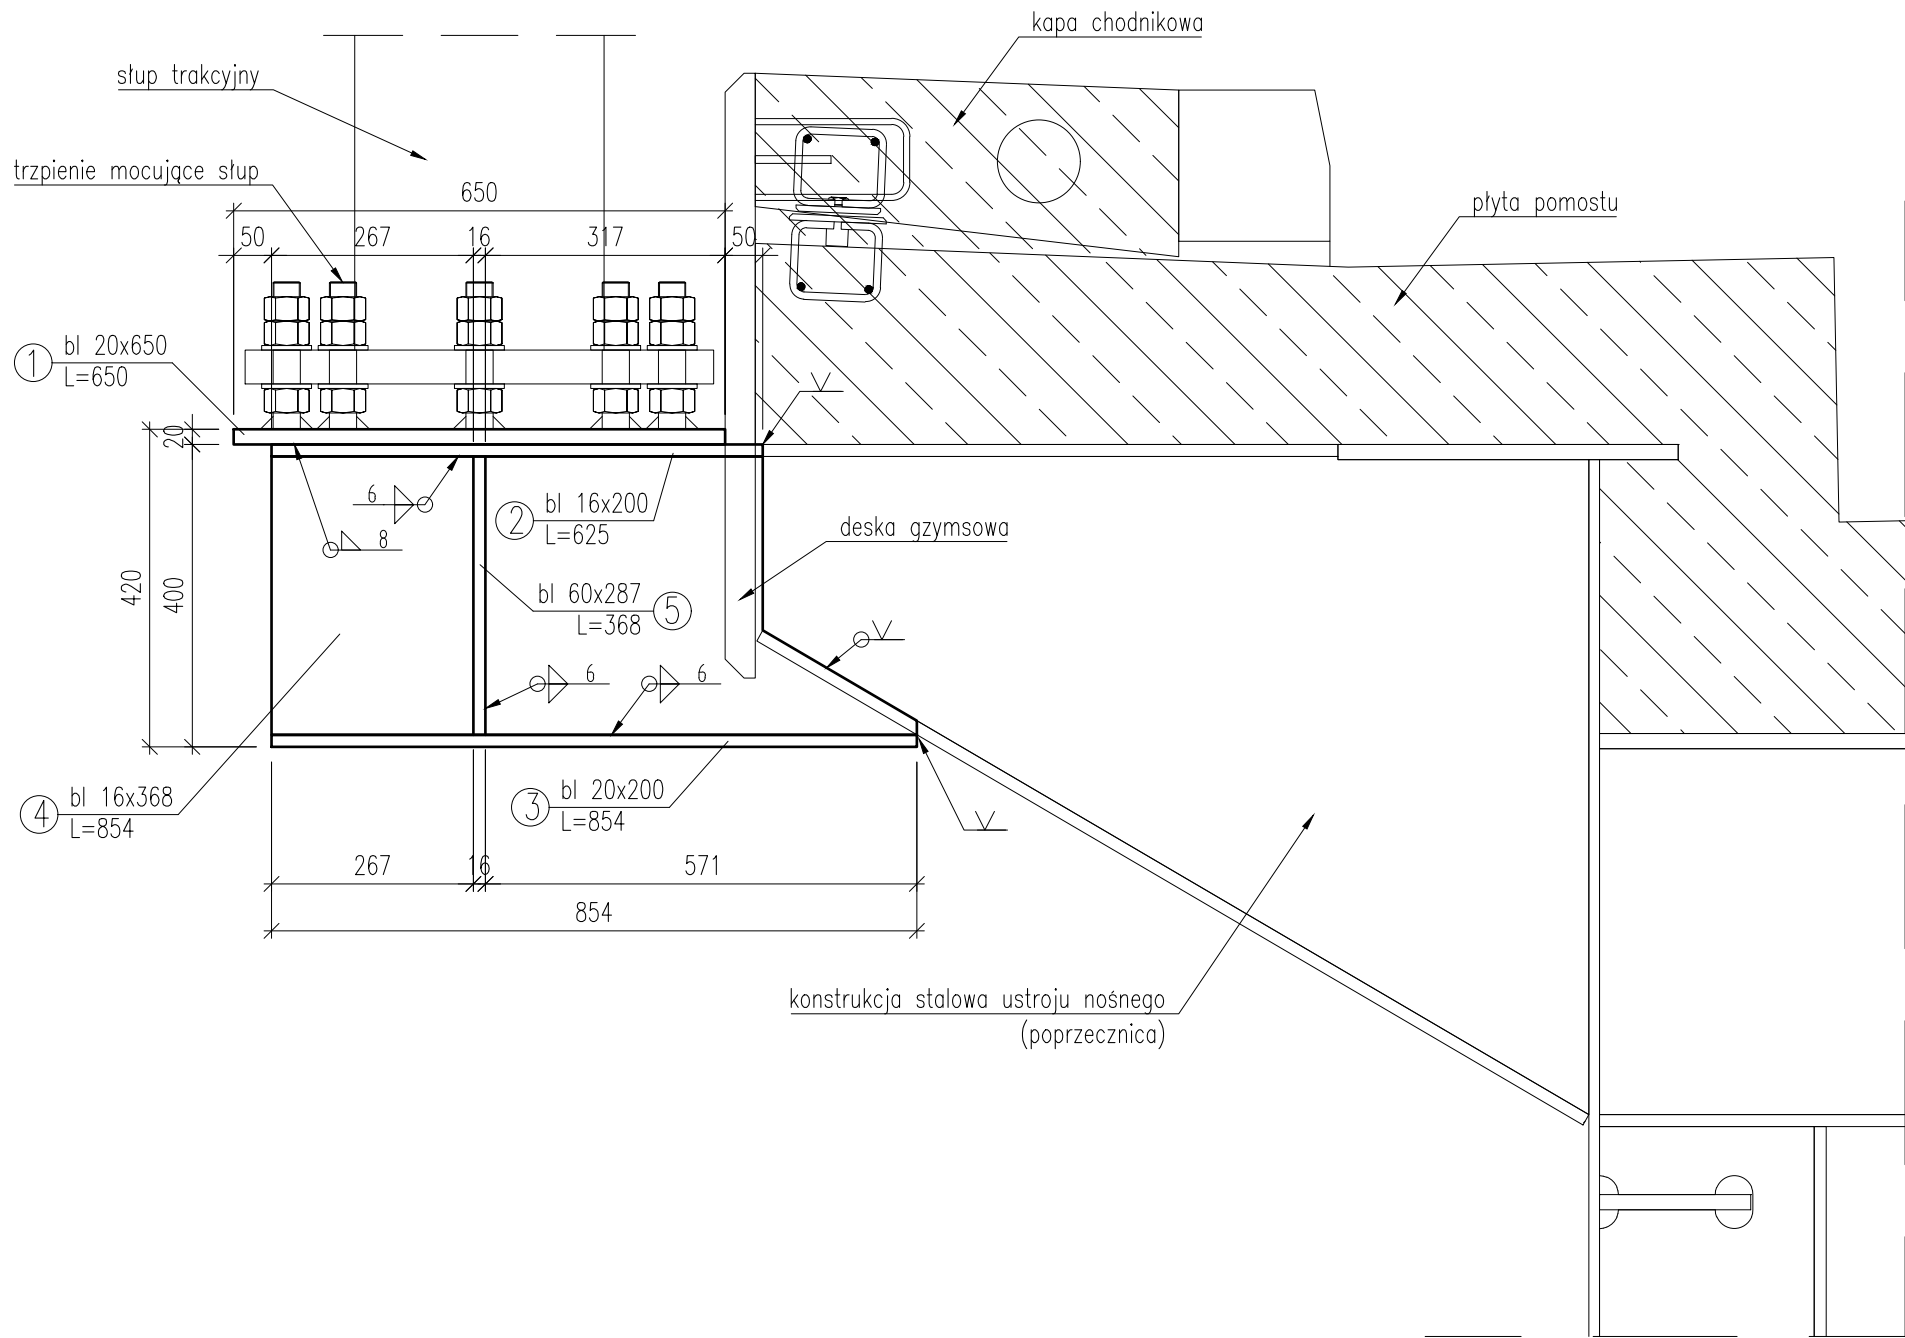 kapa chodnikowa
słup trakcyjny
trzpienie mocujące słup
650
płyta pomostu
50 267 16 317 50
1 bl 20x650
L=650
20
6
2 bl 16x200
L=625
8
deska gzymsowa
420
400
bl 60x287 5
L=368
6
6
4 bl 16x368
L=854
3 bl 20x200
L=854
267 16 571
854
konstrukcja stalowa ustroju nośnego
(poprzecznica)